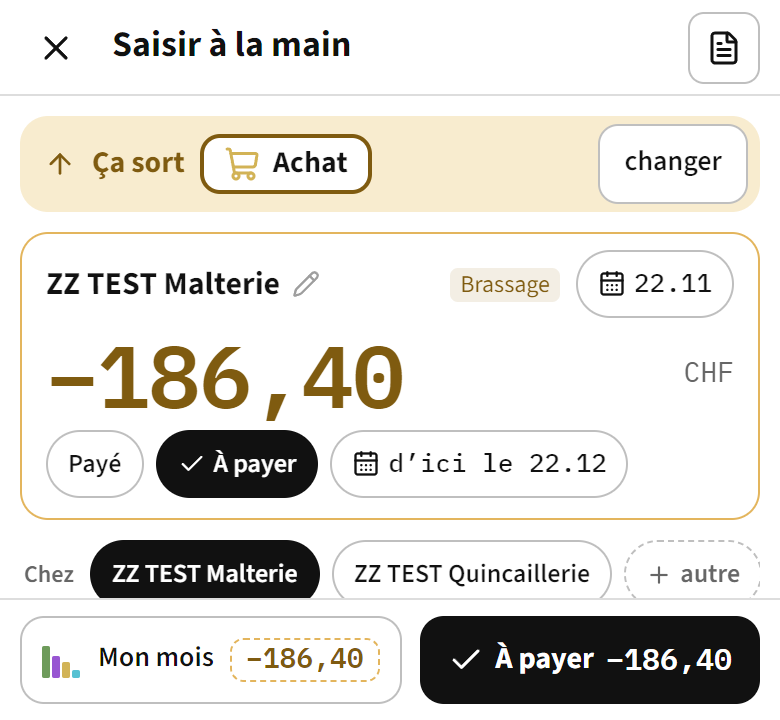 Saisir à la main
Ça sort Achat changer
ZZ TEST Malterie Brassage 22.11
−186,40 CHF
Payé À payer d’ici le 22.12
Chez ZZ TEST Malterie ZZ TEST Quincaillerie + autre
Mon mois −186,40 À payer −186,40